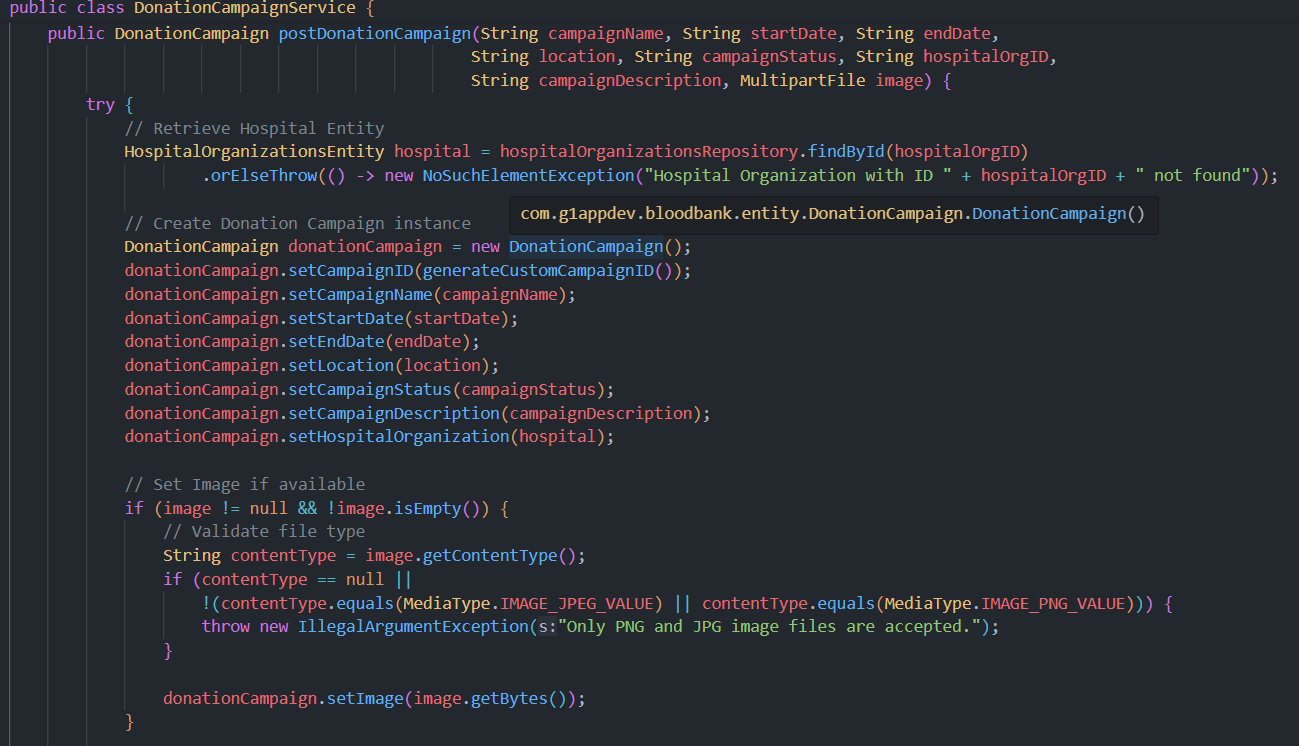 public class DonationCampaignService {
    public DonationCampaign postDonationCampaign(String campaignName, String startDate, String endDate,
                                                 String location, String campaignStatus, String hospitalOrgID,
                                                 String campaignDescription, MultipartFile image) {
        try {
            // Retrieve Hospital Entity
            HospitalOrganizationsEntity hospital = hospitalOrganizationsRepository.findById(hospitalOrgID)
                    .orElseThrow(() -> new NoSuchElementException("Hospital Organization with ID " + hospitalOrgID + " not found"));
com.g1appdev.bloodbank.entity.DonationCampaign.DonationCampaign()
            // Create Donation Campaign instance
            DonationCampaign donationCampaign = new DonationCampaign();
            donationCampaign.setCampaignID(generateCustomCampaignID());
            donationCampaign.setCampaignName(campaignName);
            donationCampaign.setStartDate(startDate);
            donationCampaign.setEndDate(endDate);
            donationCampaign.setLocation(location);
            donationCampaign.setCampaignStatus(campaignStatus);
            donationCampaign.setCampaignDescription(campaignDescription);
            donationCampaign.setHospitalOrganization(hospital);
            // Set Image if available
            if (image != null && !image.isEmpty()) {
                // Validate file type
                String contentType = image.getContentType();
                if (contentType == null ||
                    !(contentType.equals(MediaType.IMAGE_JPEG_VALUE) || contentType.equals(MediaType.IMAGE_PNG_VALUE))) {
                    throw new IllegalArgumentException(s:"Only PNG and JPG image files are accepted.");
                }
                donationCampaign.setImage(image.getBytes());
            }